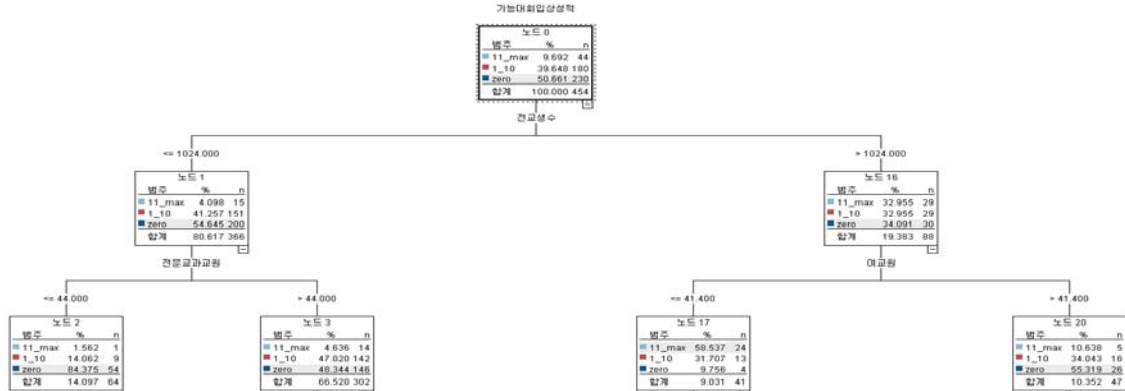 기능대회입상성적
노드 0
범주 % n
11_max 9.692 44
1_10 39.648 180
zero 50.661 230
합계 100.000 454
전교생수
<= 1024.000
> 1024.000
노드 1
범주 % n
11_max 4.098 15
1_10 41.257 151
zero 54.645 200
합계 80.617 366
노드 16
범주 % n
11_max 32.955 29
1_10 32.955 29
zero 34.091 30
합계 19.383 88
전문교과교원
여교원
<= 44.000
> 44.000
<= 41.400
> 41.400
노드 2
범주 % n
11_max 1.562 1
1_10 14.062 9
zero 84.375 54
합계 14.097 64
노드 3
범주 % n
11_max 4.636 14
1_10 47.020 142
zero 48.344 146
합계 66.520 302
노드 17
범주 % n
11_max 58.537 24
1_10 31.707 13
zero 9.756 4
합계 9.031 41
노드 20
범주 % n
11_max 10.638 5
1_10 34.043 16
zero 55.319 26
합계 10.352 47